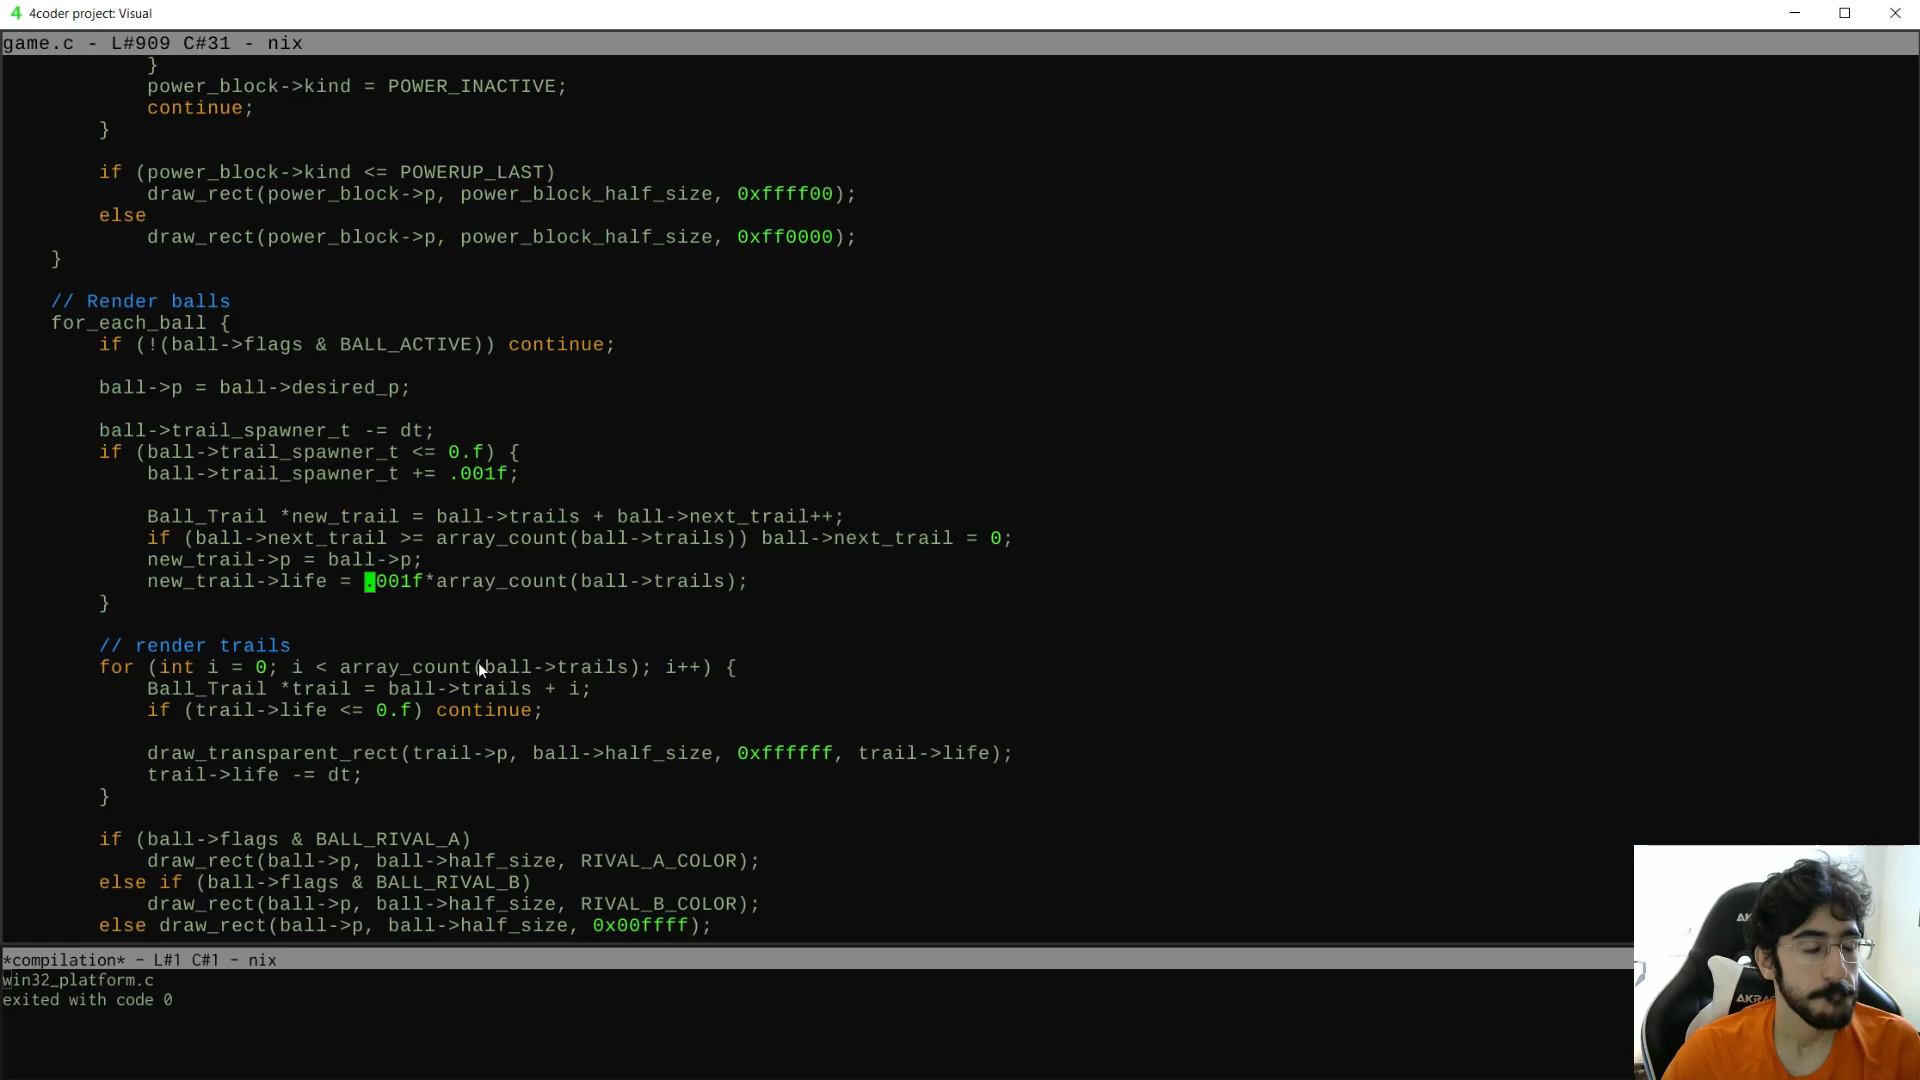 4 4coder project: Visual
game.c - L#909 C#31 - nix
}
power_block->kind = POWER_INACTIVE;
continue;
}
if (power_block->kind <= POWERUP_LAST)
draw_rect(power_block->p, power_block_half_size, 0xffff00);
else
draw_rect(power_block->p, power_block_half_size, 0xff0000);
}
// Render balls
for_each_ball {
if (!(ball->flags & BALL_ACTIVE)) continue;
ball->p = ball->desired_p;
ball->trail_spawner_t -= dt;
if (ball->trail_spawner_t <= 0.f) {
ball->trail_spawner_t += .001f;
Ball_Trail *new_trail = ball->trails + ball->next_trail++;
if (ball->next_trail >= array_count(ball->trails)) ball->next_trail = 0;
new_trail->p = ball->p;
new_trail->life = .001f*array_count(ball->trails);
}
// render trails
for (int i = 0; i < array_count(ball->trails); i++) {
Ball_Trail *trail = ball->trails + i;
if (trail->life <= 0.f) continue;
draw_transparent_rect(trail->p, ball->half_size, 0xffffff, trail->life);
trail->life -= dt;
}
if (ball->flags & BALL_RIVAL_A)
draw_rect(ball->p, ball->half_size, RIVAL_A_COLOR);
else if (ball->flags & BALL_RIVAL_B)
draw_rect(ball->p, ball->half_size, RIVAL_B_COLOR);
else draw_rect(ball->p, ball->half_size, 0x00ffff);
*compilation* - L#1 C#1 - nix
win32_platform.c
exited with code 0